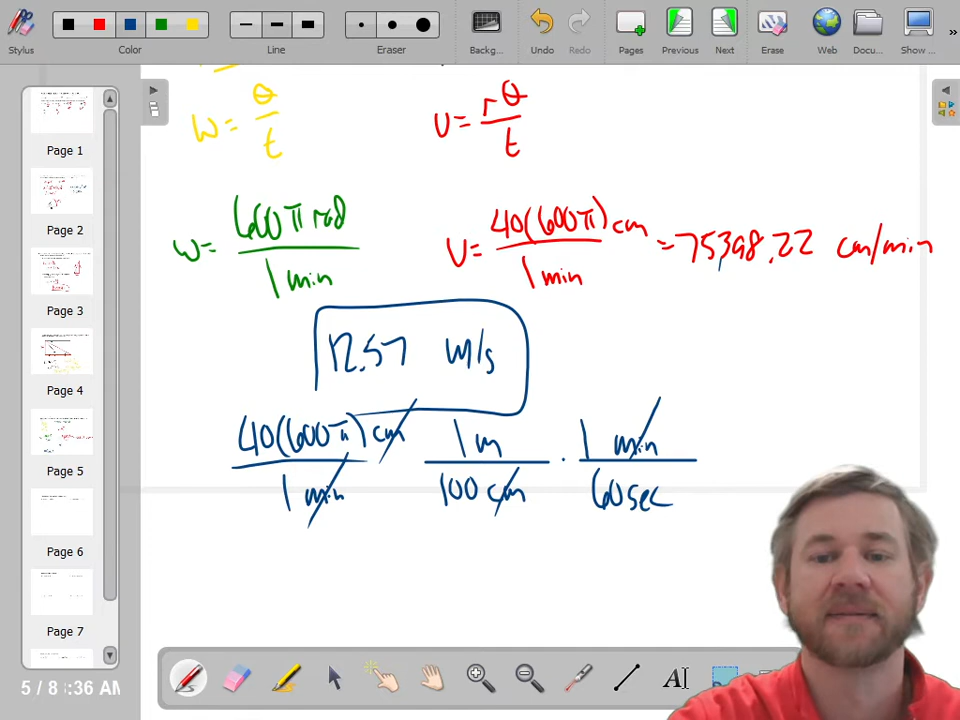 Stylus
Color
Line
Eraser
Backg...
Undo
Redo
Pages
Previous
Next
Erase
Web
Docu...
Show ...
»
Page 1
Page 2
Page 3
Page 4
Page 5
Page 6
Page 7
5 / 8 8:36 AM
W = θ / t
V = rθ / t
W = 600π rad / 1 min
V = 40(600π) cm / 1 min = 75398.22 cm/min
12.57 m/s
40(600π) cm / 1 min 1 m / 100 cm · 1 min / 60 sec
A